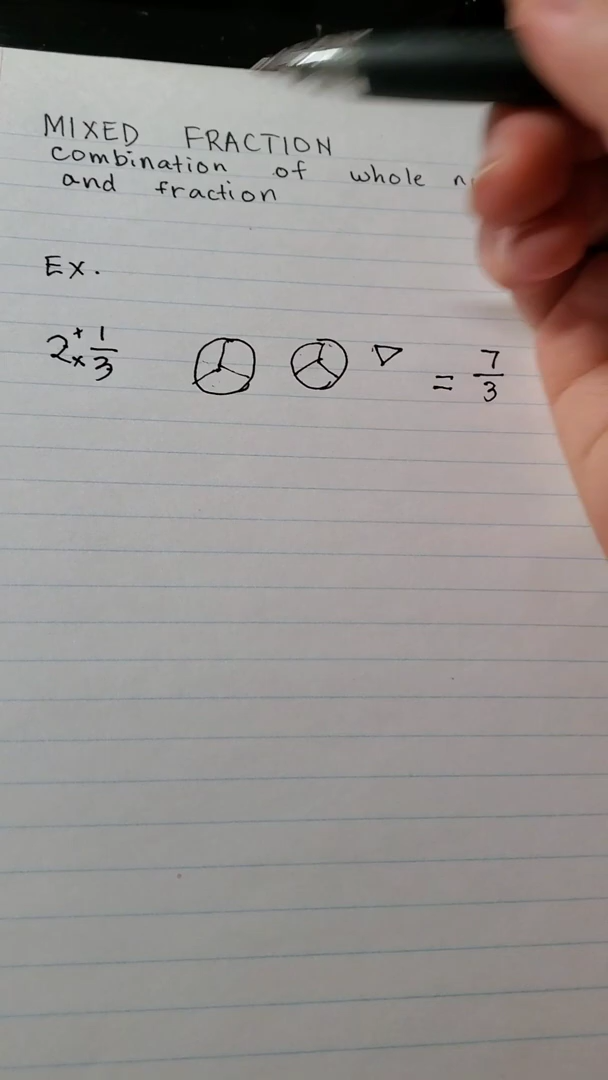 MIXED FRACTION
combination of whole
and fraction
Ex.
2 + x 1/3 = 7/3